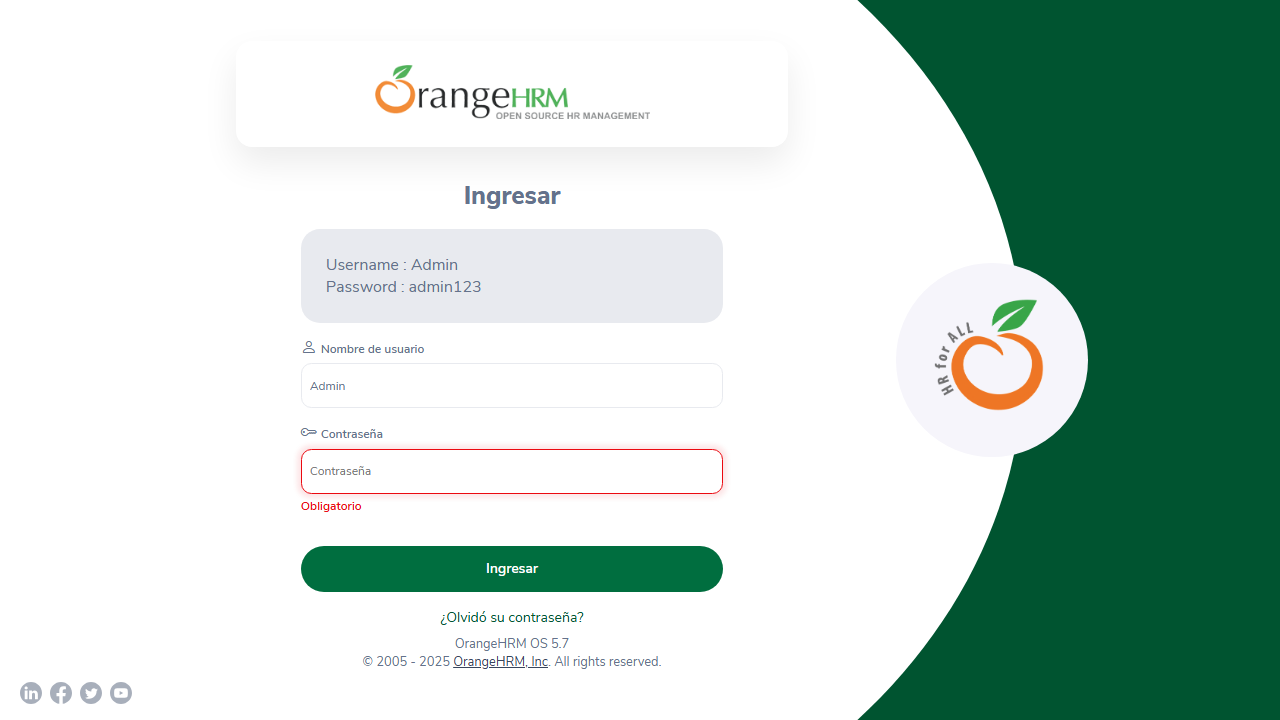 OrangeHRM
OPEN SOURCE HR MANAGEMENT
Ingresar
Username : Admin
Password : admin123
Nombre de usuario
Admin
Contraseña
Contraseña
Obligatorio
Ingresar
¿Olvidó su contraseña?
OrangeHRM OS 5.7
© 2005 - 2025 OrangeHRM, Inc. All rights reserved.
HR for ALL